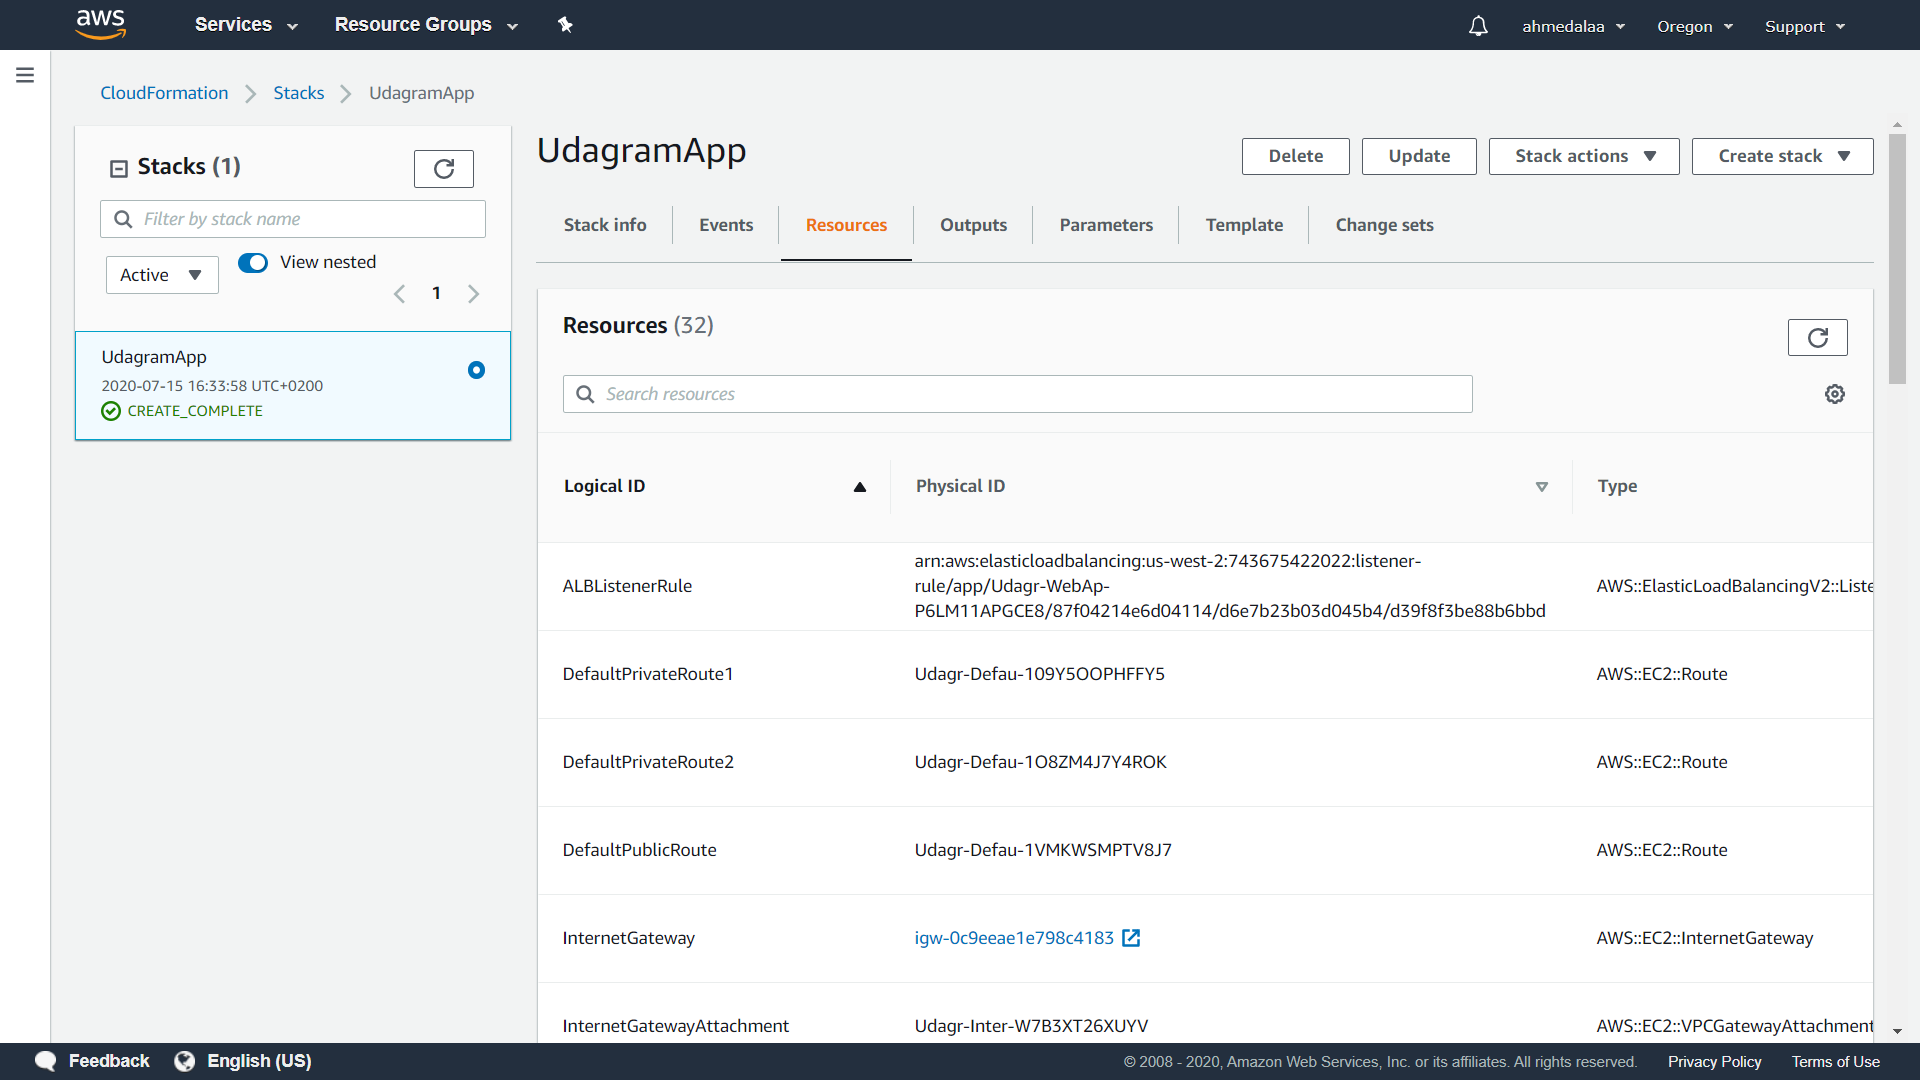 aws
Services
Resource Groups
ahmedalaa
Oregon
Support
CloudFormation
Stacks
UdagramApp
Stacks (1)
Filter by stack name
Active
View nested
1
UdagramApp
2020-07-15 16:33:58 UTC+0200
CREATE_COMPLETE
UdagramApp
Delete
Update
Stack actions
Create stack
Stack info
Events
Resources
Outputs
Parameters
Template
Change sets
Resources (32)
Search resources
Logical ID
Physical ID
Type
ALBListenerRule
arn:aws:elasticloadbalancing:us-west-2:743675422022:listener-
rule/app/Udagr-WebAp-
P6LM11APGCE8/87f04214e6d04114/d6e7b23b03d045b4/d39f8f3be88b6bbd
AWS::ElasticLoadBalancingV2::Liste
DefaultPrivateRoute1
Udagr-Defau-109Y5OOPHFFY5
AWS::EC2::Route
DefaultPrivateRoute2
Udagr-Defau-1O8ZM4J7Y4ROK
AWS::EC2::Route
DefaultPublicRoute
Udagr-Defau-1VMKWSMPTV8J7
AWS::EC2::Route
InternetGateway
igw-0c9eeae1e798c4183
AWS::EC2::InternetGateway
InternetGatewayAttachment
Udagr-Inter-W7B3XT26XUYV
AWS::EC2::VPCGatewayAttachment
Feedback
English (US)
© 2008 - 2020, Amazon Web Services, Inc. or its affiliates. All rights reserved.
Privacy Policy
Terms of Use